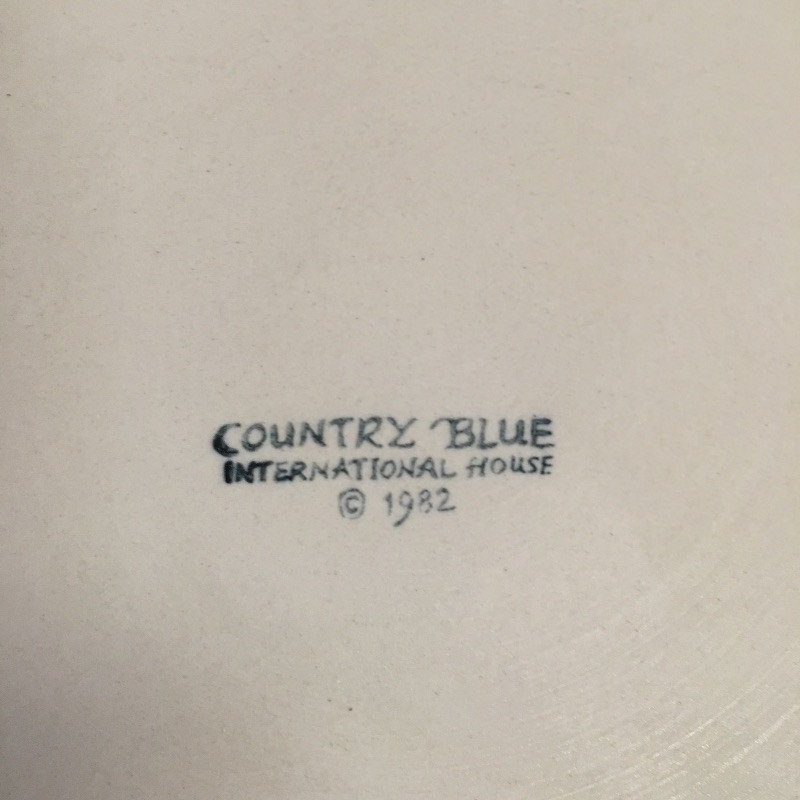 COUNTRY BLUE
INTERNATIONAL HOUSE
© 1982